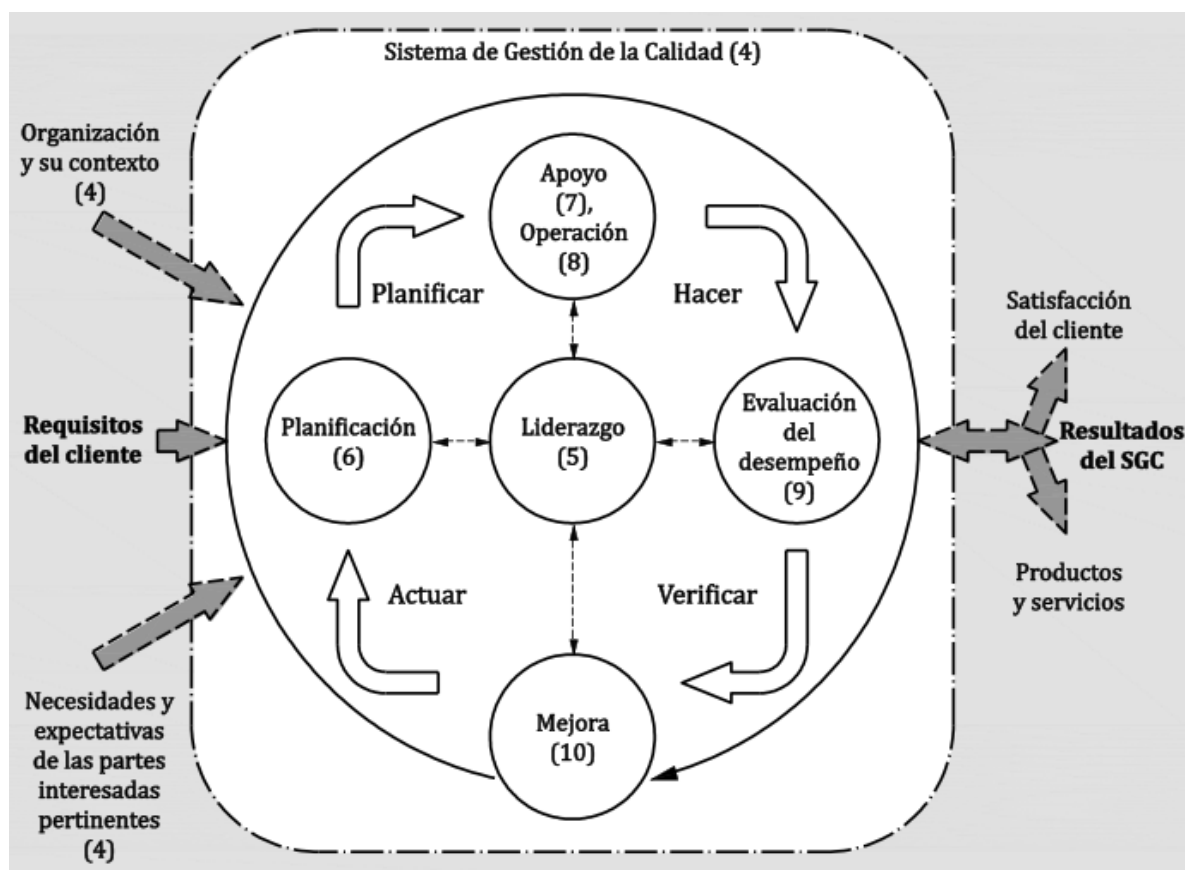 Sistema de Gestión de la Calidad (4)
Organización
y su contexto
(4)
Apoyo
(7),
Operación
(8)
Planificar
Hacer
Satisfacción
del cliente
Requisitos
del cliente
Planificación
(6)
Liderazgo
(5)
Evaluación
del
desempeño
(9)
Resultados
del SGC
Actuar
Verificar
Productos
y servicios
Necesidades y
expectativas
de las partes
interesadas
pertinentes
(4)
Mejora
(10)